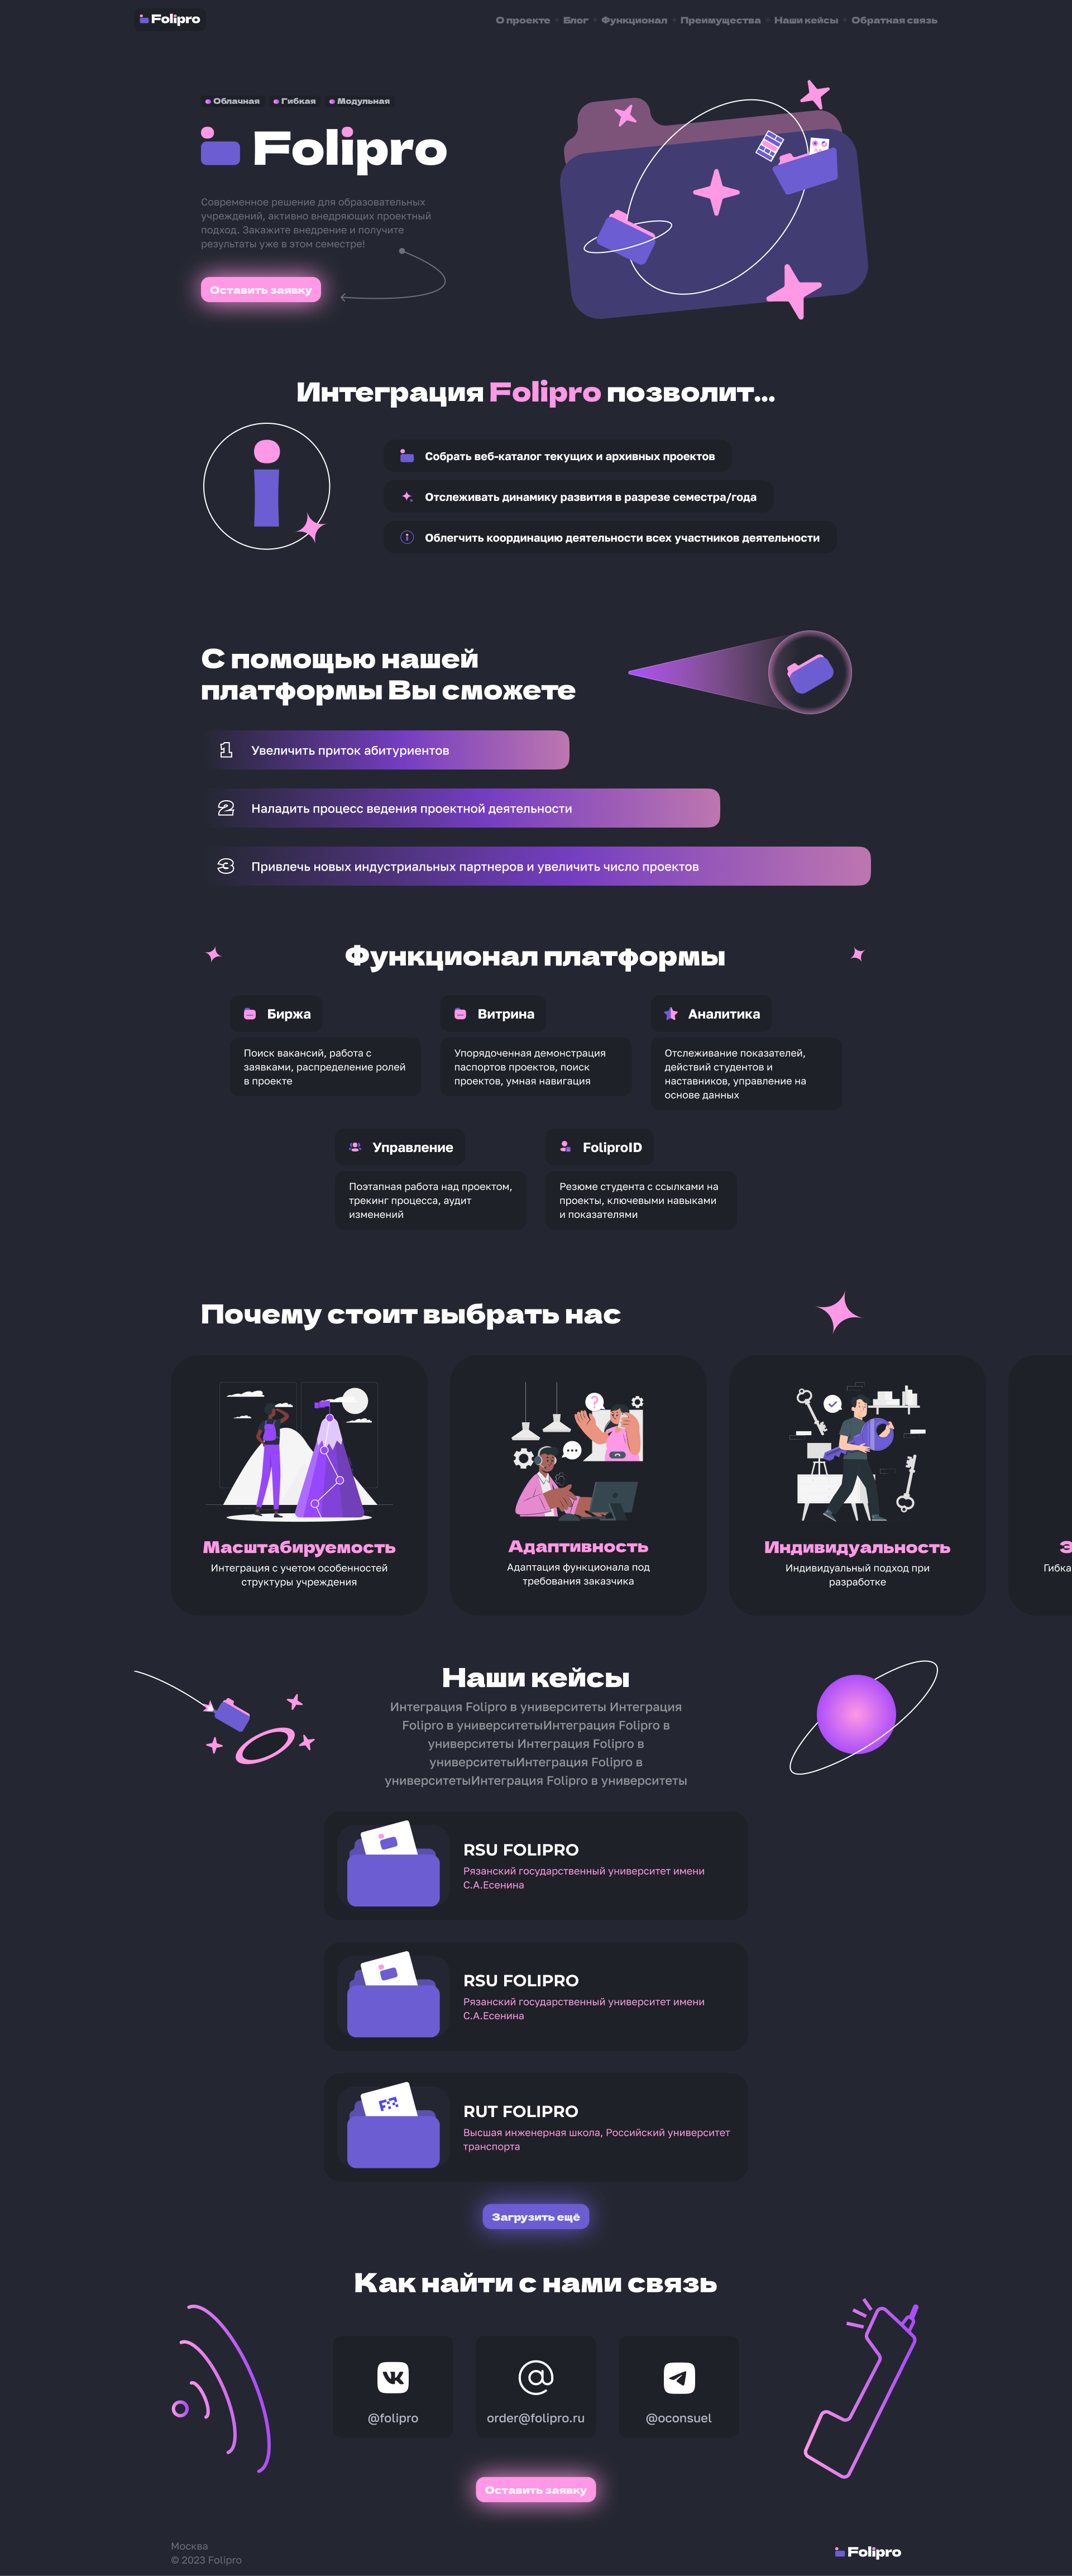 Folipro
О проекте
Блог
Функционал
Преимущества
Наши кейсы
Обратная связь
Облачная
Гибкая
Модульная
Folipro
Современное решение для образовательных
учреждений, активно внедряющих проектный
подход. Закажите внедрение и получите
результаты уже в этом семестре!
Оставить заявку
Интеграция Folipro позволит...
Собрать веб-каталог текущих и архивных проектов
Отслеживать динамику развития в разрезе семестра/года
Облегчить координацию деятельности всех участников деятельности
С помощью нашей
платформы Вы сможете
1
Увеличить приток абитуриентов
2
Наладить процесс ведения проектной деятельности
3
Привлечь новых индустриальных партнеров и увеличить число проектов
Функционал платформы
Биржа
Поиск вакансий, работа с
заявками, распределение ролей
в проекте
Витрина
Упорядоченная демонстрация
паспортов проектов, поиск
проектов, умная навигация
Аналитика
Отслеживание показателей,
действий студентов и
наставников, управление на
основе данных
Управление
Поэтапная работа над проектом,
трекинг процесса, аудит
изменений
FoliproID
Резюме студента с ссылками на
проекты, ключевыми навыками
и показателями
Почему стоит выбрать нас
Масштабируемость
Интеграция с учетом особенностей
структуры учреждения
Адаптивность
Адаптация функционала под
требования заказчика
Индивидуальность
Индивидуальный подход при
разработке
Гибка
Наши кейсы
Интеграция Folipro в университеты Интеграция
Folipro в университетыИнтеграция Folipro в
университеты Интеграция Folipro в
университетыИнтеграция Folipro в
университетыИнтеграция Folipro в университеты
RSU FOLIPRO
Рязанский государственный университет имени
С.А.Есенина
RSU FOLIPRO
Рязанский государственный университет имени
С.А.Есенина
RUT FOLIPRO
Высшая инженерная школа, Российский университет
транспорта
Загрузить ещё
Как найти с нами связь
@folipro
order@folipro.ru
@oconsuel
Оставить заявку
Москва
© 2023 Folipro
Folipro